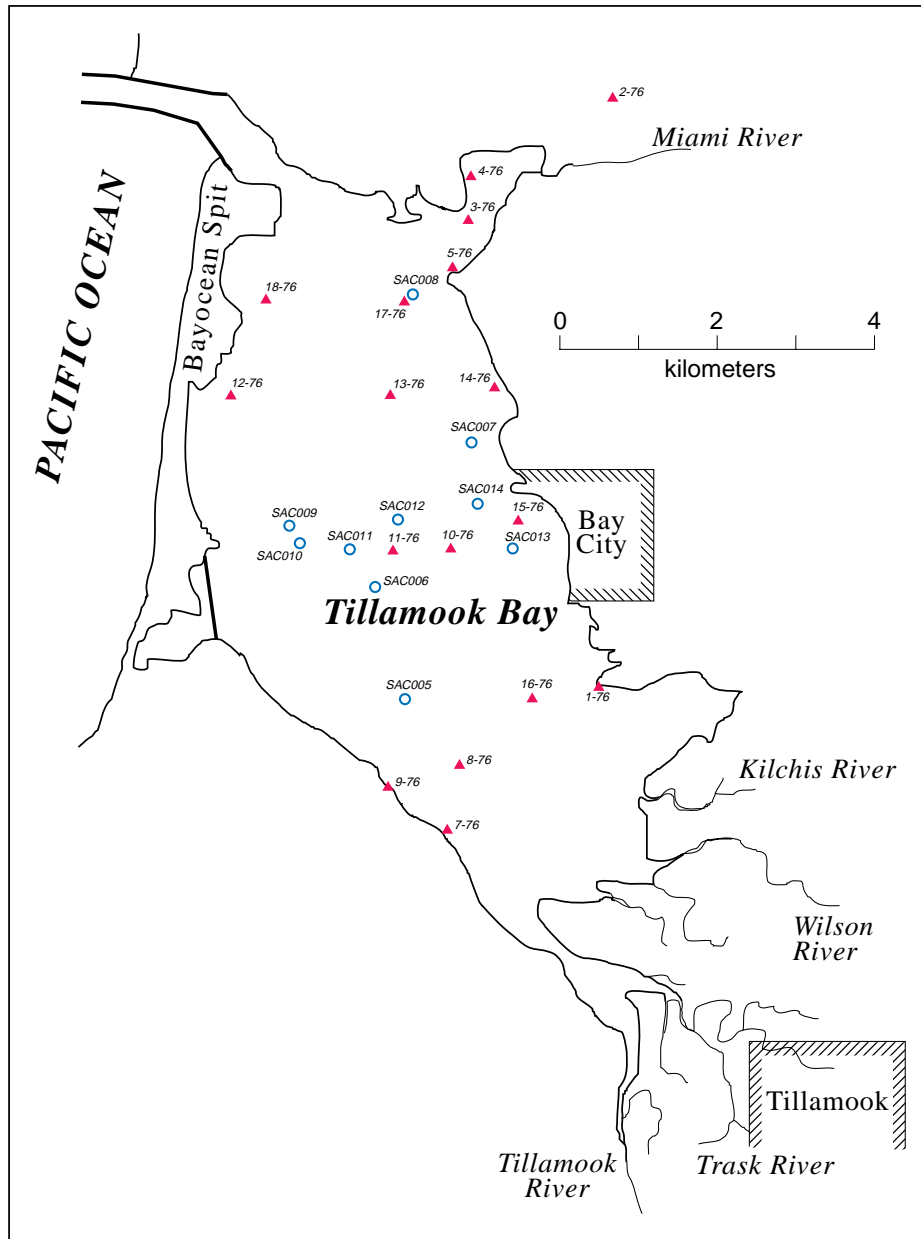 2-76
Miami River
4-76
3-76
5-76
PACIFIC OCEAN
Bayocean Spit
SAC008
18-76
17-76
0 2 4
kilometers
12-76
13-76
14-76
SAC007
SAC014
SAC009
SAC012
15-76
Bay
City
SAC010
SAC011
11-76
10-76
SAC013
SAC006
Tillamook Bay
SAC005
16-76
1-76
8-76
9-76
Kilchis River
7-76
Wilson
River
Tillamook
Tillamook
River
Trask River